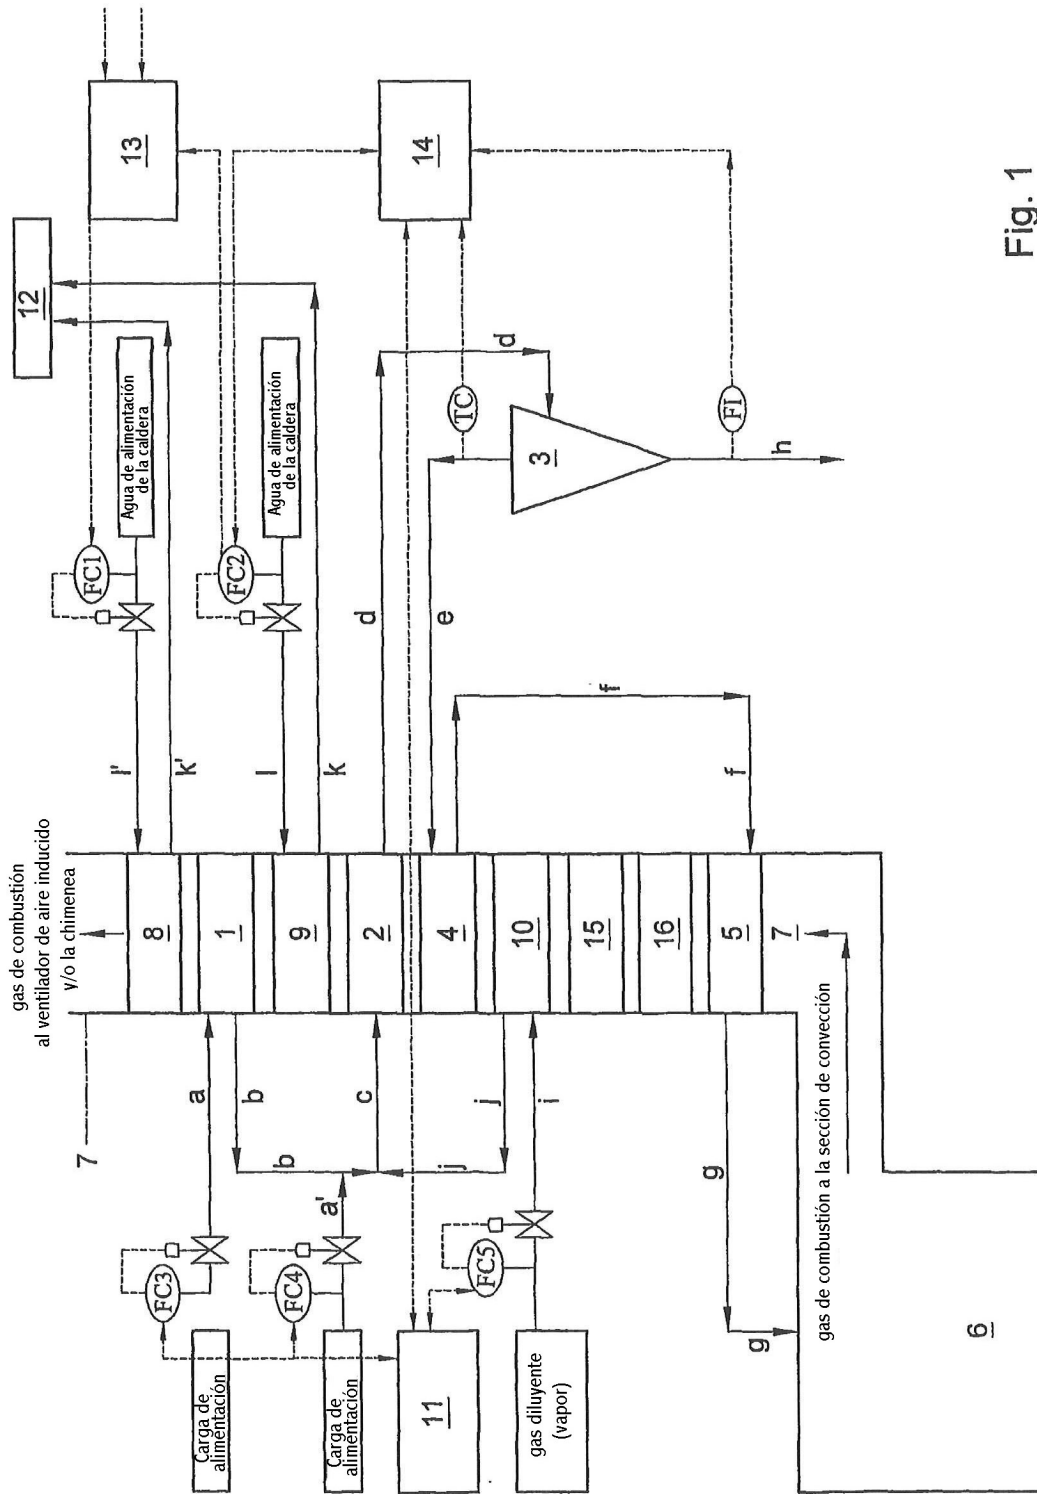 gas de combustión
al ventilador de aire inducido
y/o la chimenea
7
8
1
9
2
4
10
15
16
5
7
a
b
b
c
a'
j
j
i
g
g
gas de combustión a la sección de convección
6
FC3
FC4
FC5
Carga de
alimentación
Carga de
alimentación
11
gas diluyente
(vapor)
l'
k'
l
k
d
d
e
f
f
FC1
FC2
Agua de alimentación
de la caldera
Agua de alimentación
de la caldera
12
13
14
TC
3
FI
h
Fig. 1